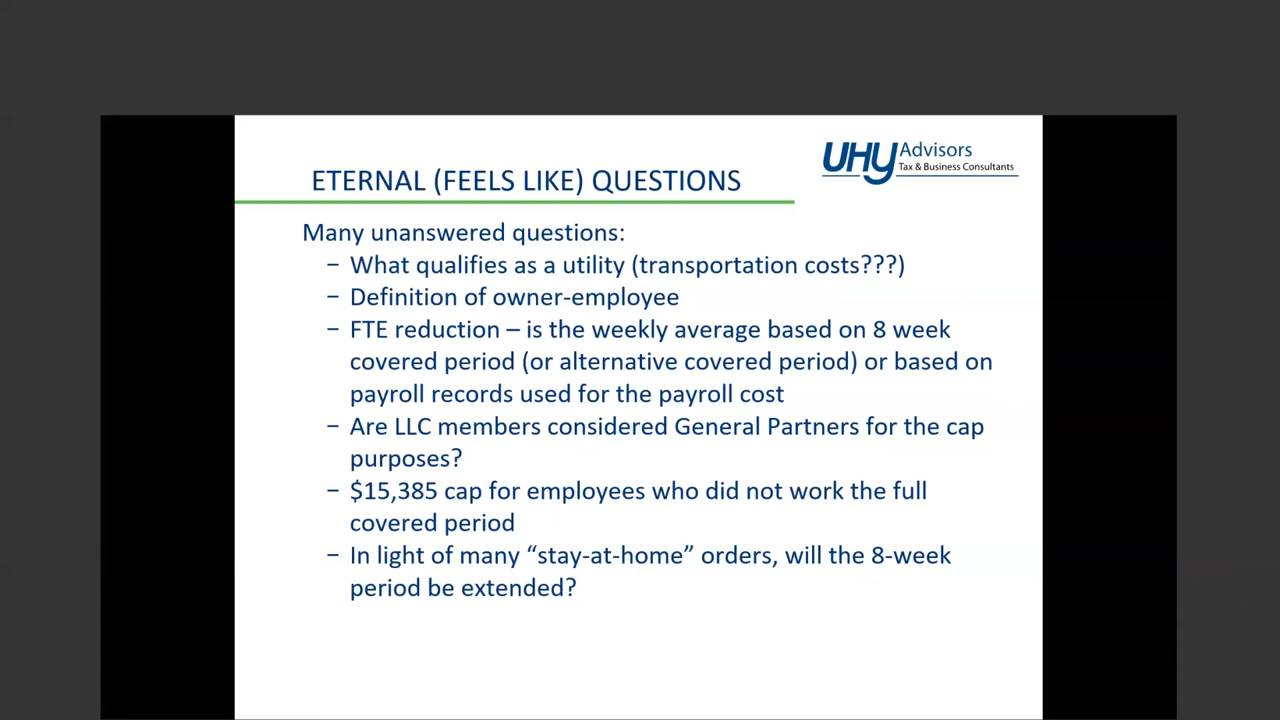 UHY Advisors
Tax & Business Consultants
ETERNAL (FEELS LIKE) QUESTIONS
Many unanswered questions:
− What qualifies as a utility (transportation costs???)
− Definition of owner-employee
− FTE reduction – is the weekly average based on 8 week
covered period (or alternative covered period) or based on
payroll records used for the payroll cost
− Are LLC members considered General Partners for the cap
purposes?
− $15,385 cap for employees who did not work the full
covered period
− In light of many “stay-at-home” orders, will the 8-week
period be extended?